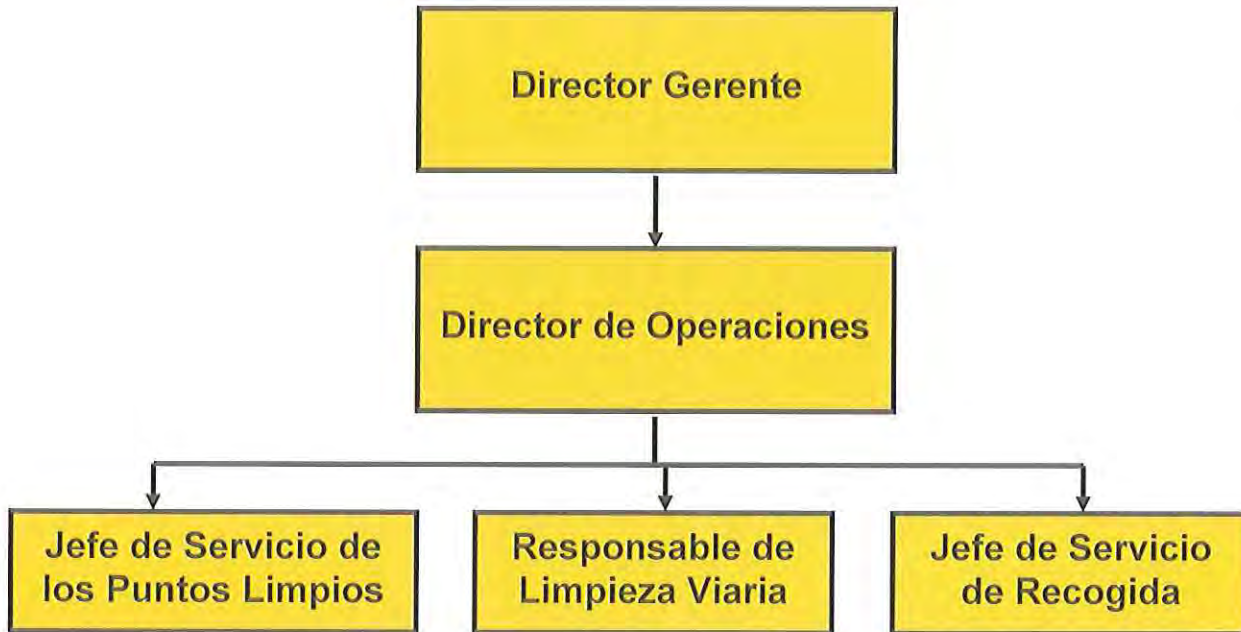 Director Gerente
Director de Operaciones
Jefe de Servicio de
los Puntos Limpios
Responsable de
Limpieza Viaria
Jefe de Servicio
de Recogida